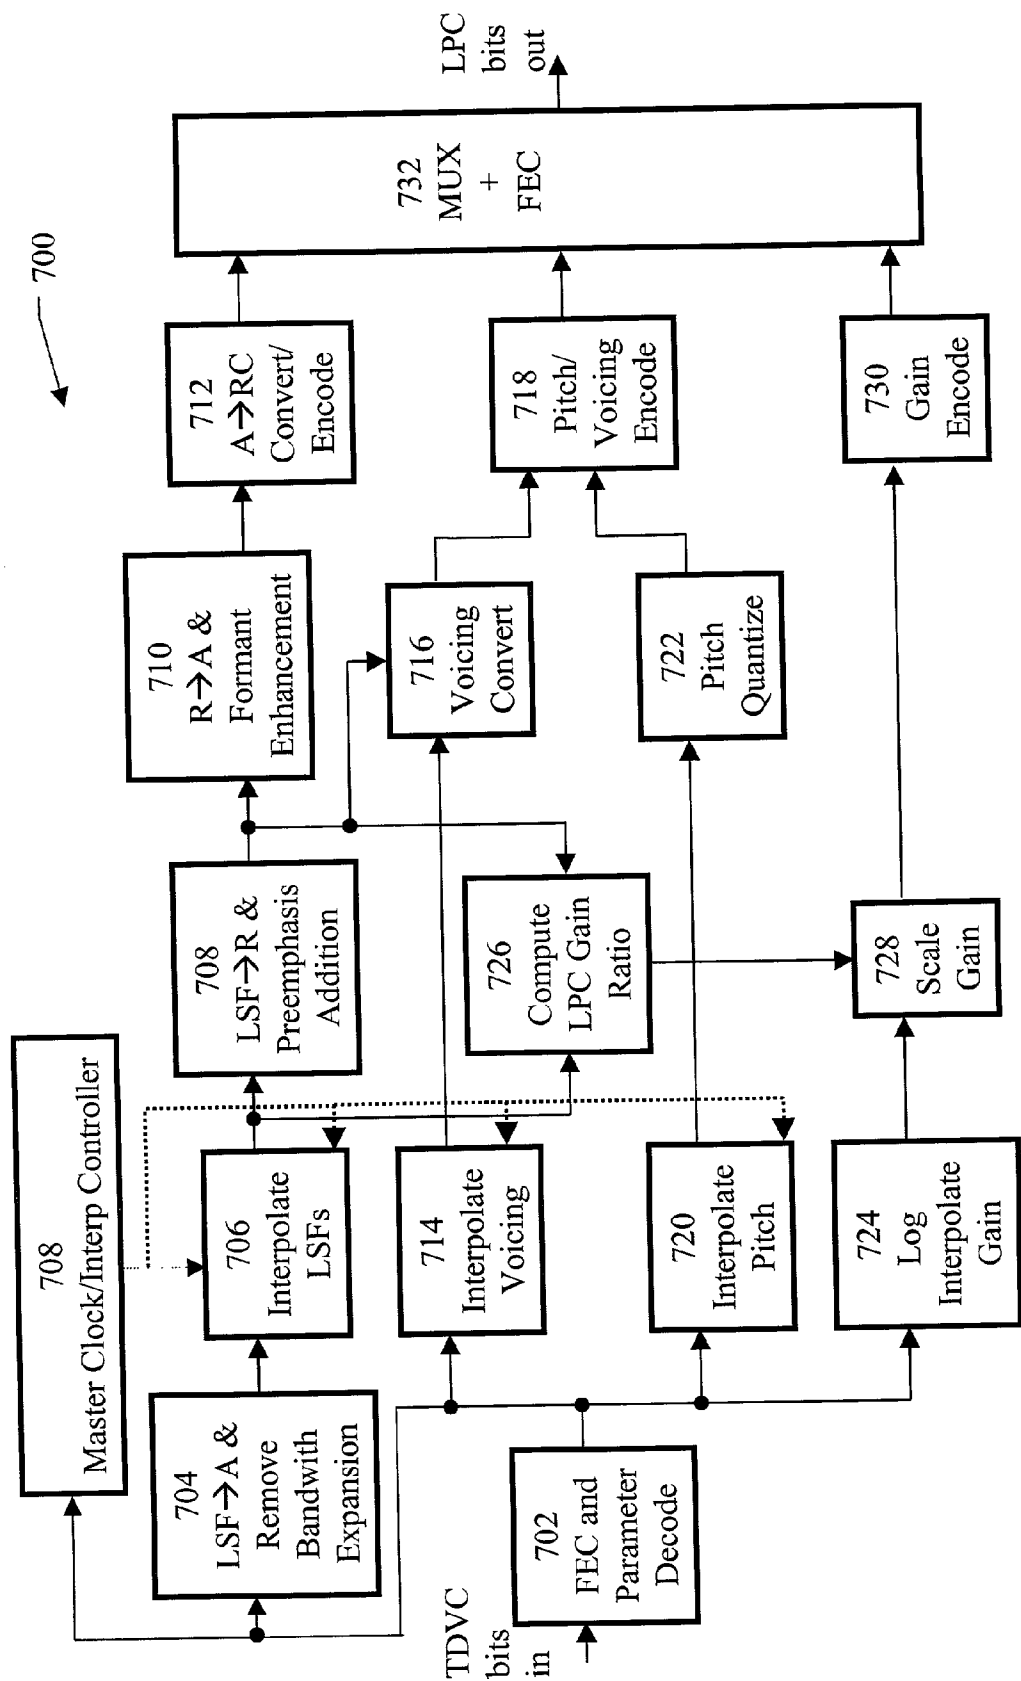 700
708
Master Clock/Interp Controller
704
LSF→A &
Remove
Bandwith
Expansion
706
Interpolate
LSFs
708
LSF→R &
Preemphasis
Addition
710
R→A &
Formant
Enhancement
712
A→RC
Convert/
Encode
714
Interpolate
Voicing
716
Voicing
Convert
726
Compute
LPC Gain
Ratio
718
Pitch/
Voicing
Encode
732
MUX
+
FEC
LPC
bits
out
TDVC
bits
in
702
FEC and
Parameter
Decode
720
Interpolate
Pitch
722
Pitch
Quantize
724
Log
Interpolate
Gain
728
Scale
Gain
730
Gain
Encode